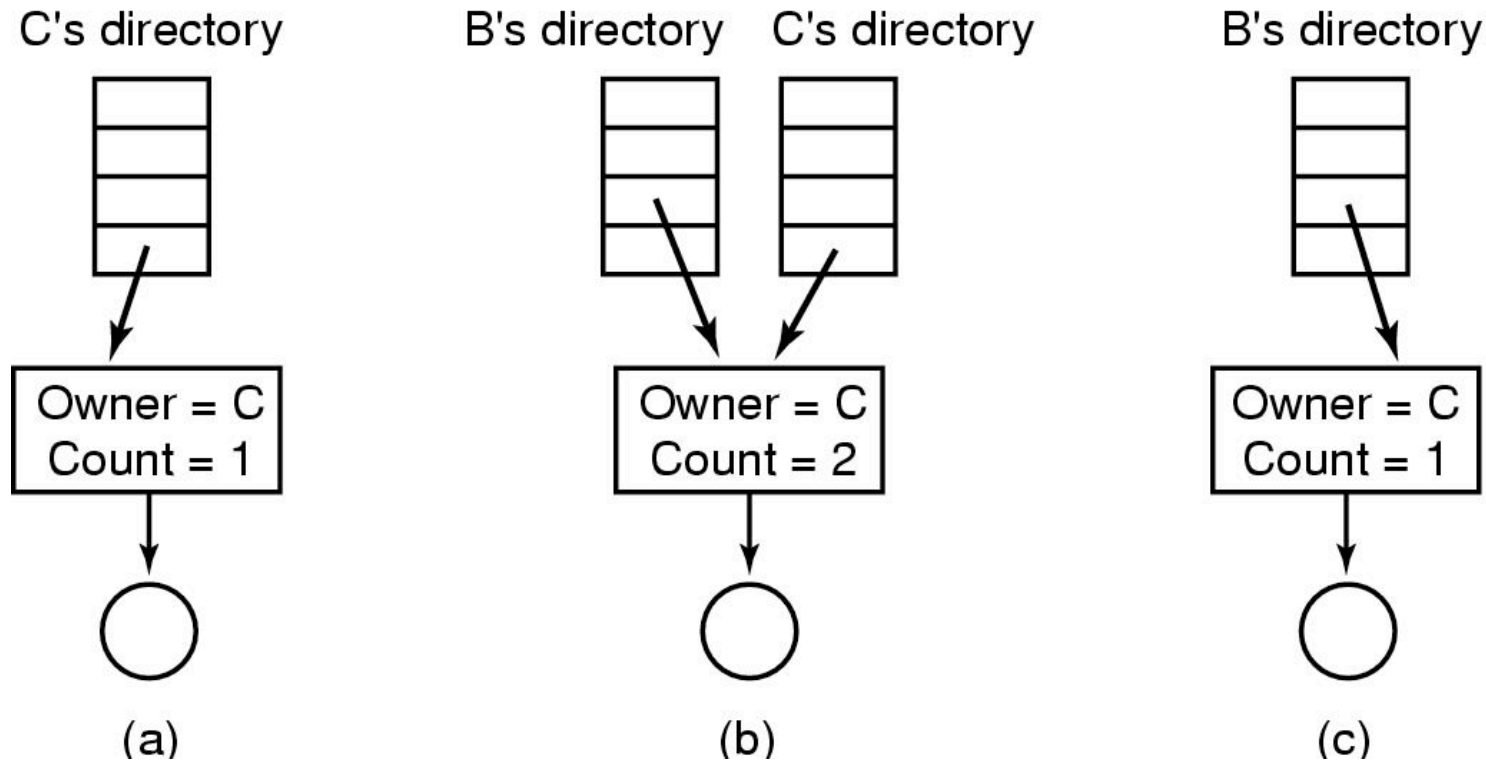 C's directory
B's directory
C's directory
B's directory
Owner = C
Count = 1
Owner = C
Count = 2
Owner = C
Count = 1
(a)
(b)
(c)